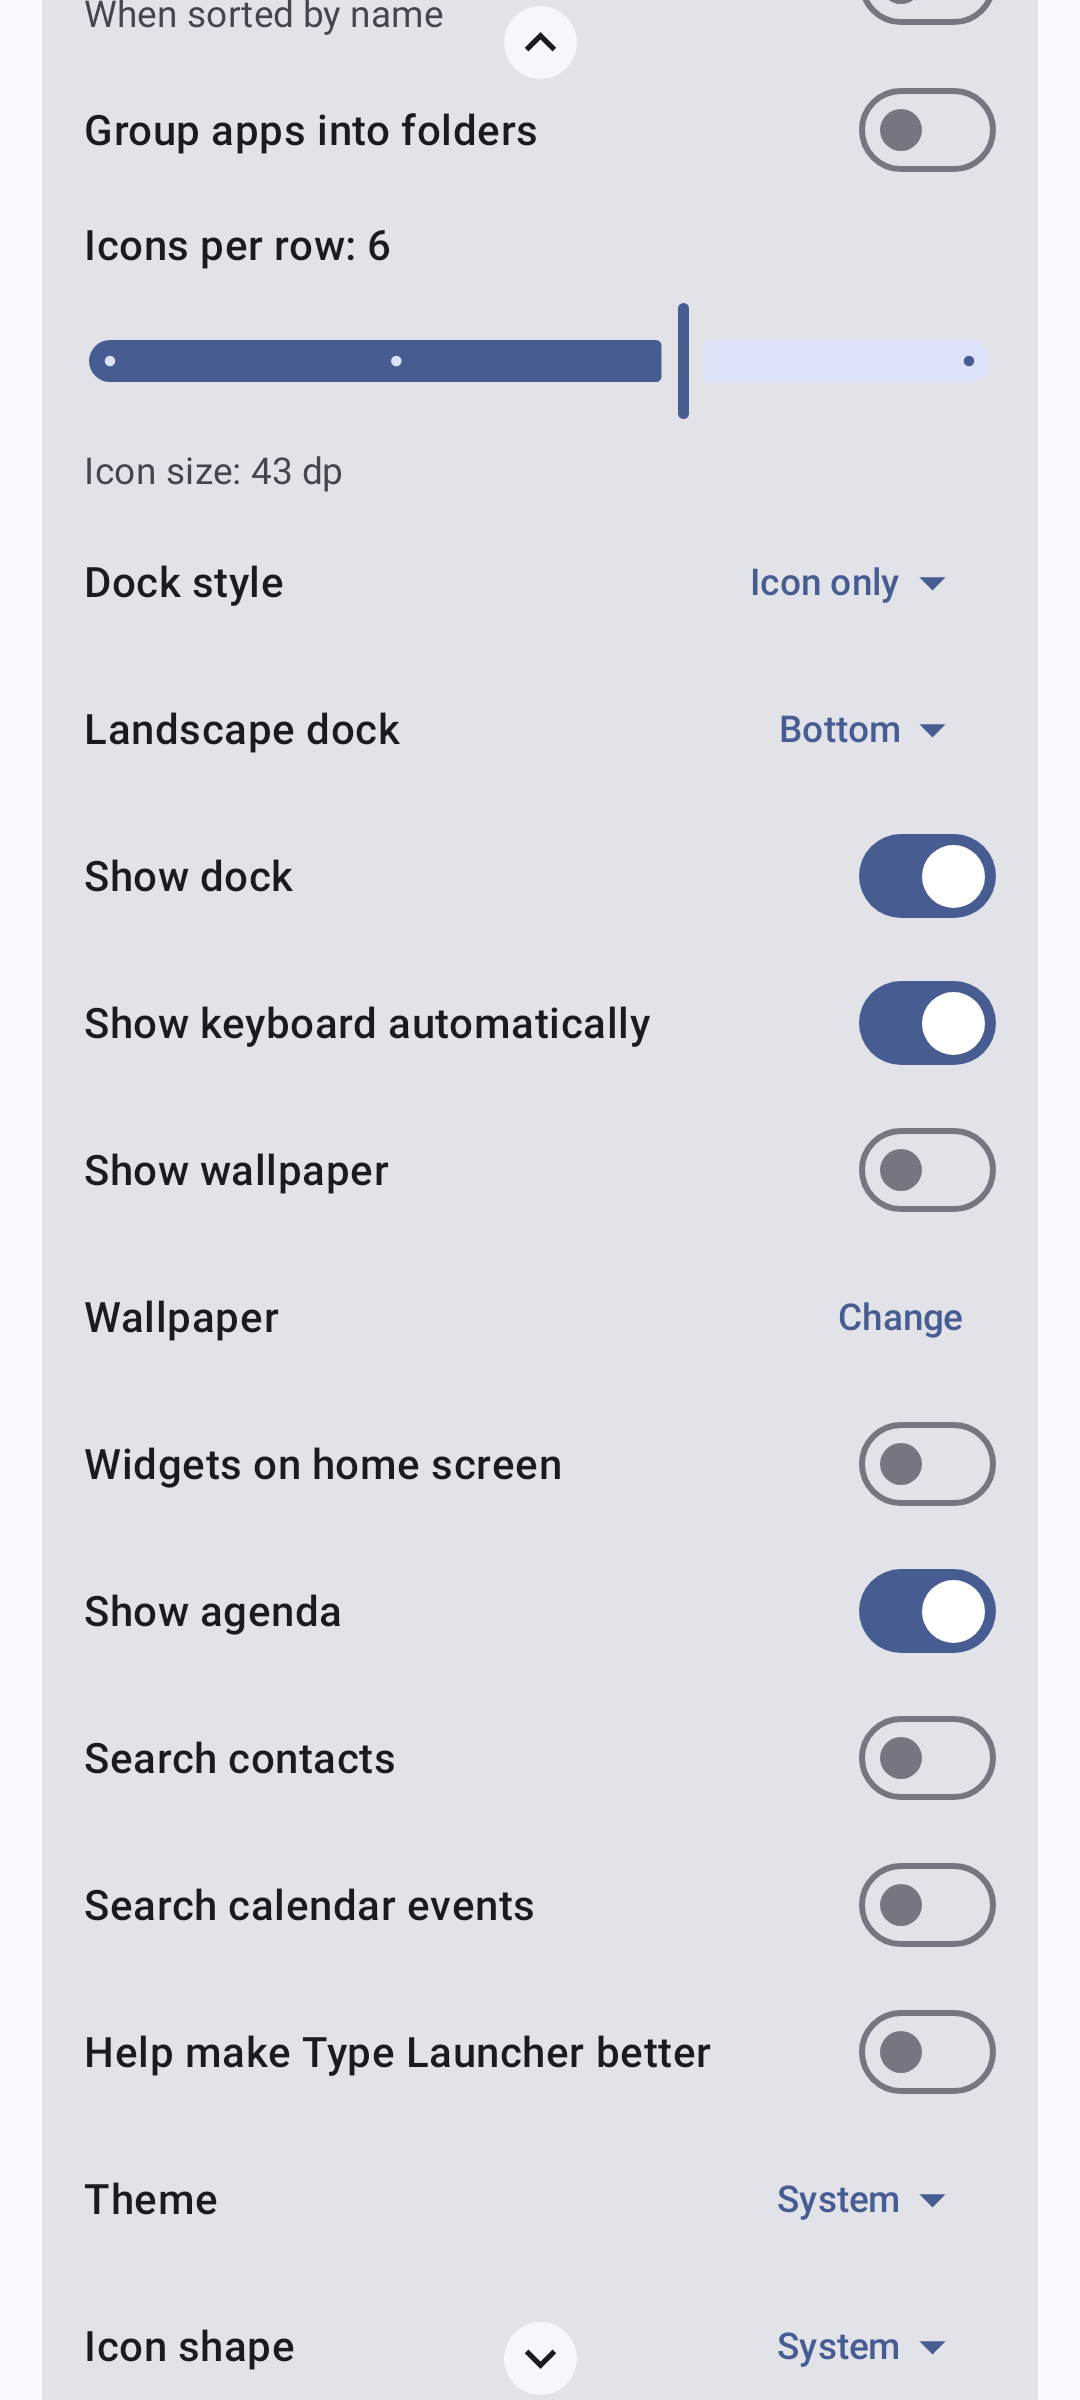 When sorted by name
Group apps into folders
Icons per row: 6
Icon size: 43 dp
Dock style
Icon only
Landscape dock
Bottom
Show dock
Show keyboard automatically
Show wallpaper
Wallpaper
Change
Widgets on home screen
Show agenda
Search contacts
Search calendar events
Help make Type Launcher better
Theme
System
Icon shape
System